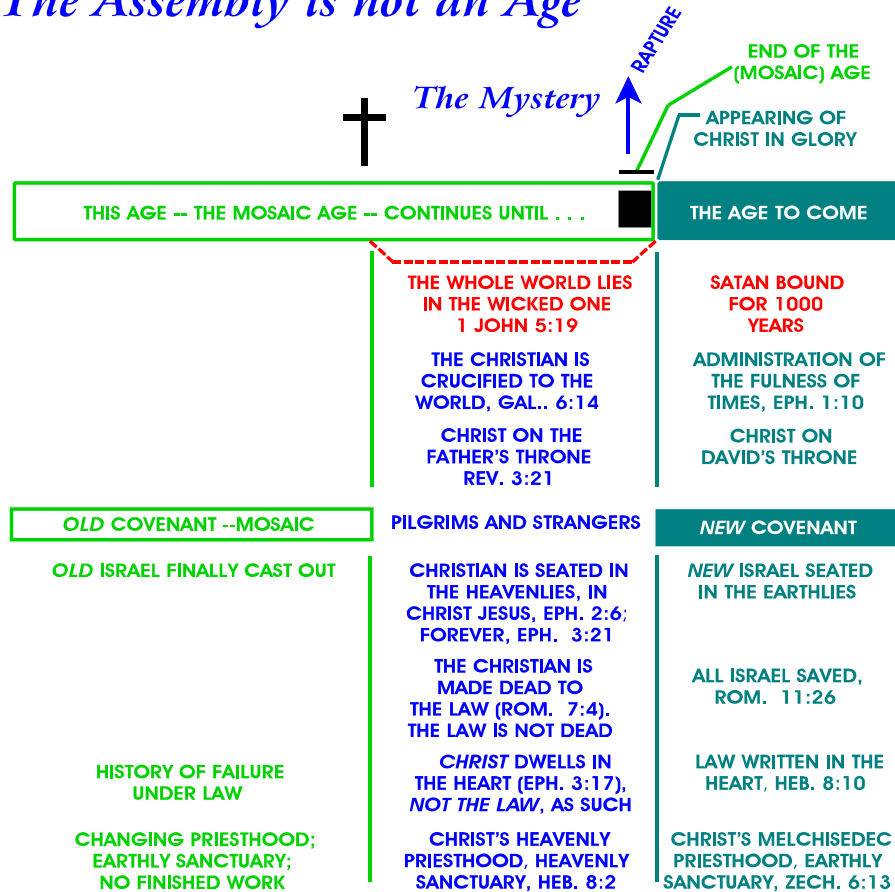 The Assembly is not an Age
RAPTURE
END OF THE
(MOSAIC) AGE
The Mystery
APPEARING OF
CHRIST IN GLORY
THIS AGE -- THE MOSAIC AGE -- CONTINUES UNTIL . . .
THE AGE TO COME
THE WHOLE WORLD LIES
IN THE WICKED ONE
1 JOHN 5:19
SATAN BOUND
FOR 1000
YEARS
THE CHRISTIAN IS
CRUCIFIED TO THE
WORLD, GAL.. 6:14
ADMINISTRATION OF
THE FULNESS OF
TIMES, EPH. 1:10
CHRIST ON THE
FATHER'S THRONE
REV. 3:21
CHRIST ON
DAVID'S THRONE
OLD COVENANT --MOSAIC
PILGRIMS AND STRANGERS
NEW COVENANT
OLD ISRAEL FINALLY CAST OUT
CHRISTIAN IS SEATED IN
THE HEAVENLIES, IN
CHRIST JESUS, EPH. 2:6;
FOREVER, EPH. 3:21
NEW ISRAEL SEATED
IN THE EARTHLIES
THE CHRISTIAN IS
MADE DEAD TO
THE LAW (ROM. 7:4).
THE LAW IS NOT DEAD
ALL ISRAEL SAVED,
ROM. 11:26
HISTORY OF FAILURE
UNDER LAW
CHRIST DWELLS IN
THE HEART (EPH. 3:17),
NOT THE LAW, AS SUCH
LAW WRITTEN IN THE
HEART, HEB. 8:10
CHANGING PRIESTHOOD;
EARTHLY SANCTUARY;
NO FINISHED WORK
CHRIST'S HEAVENLY
PRIESTHOOD, HEAVENLY
SANCTUARY, HEB. 8:2
CHRIST'S MELCHISEDEC
PRIESTHOOD, EARTHLY
SANCTUARY, ZECH. 6:13